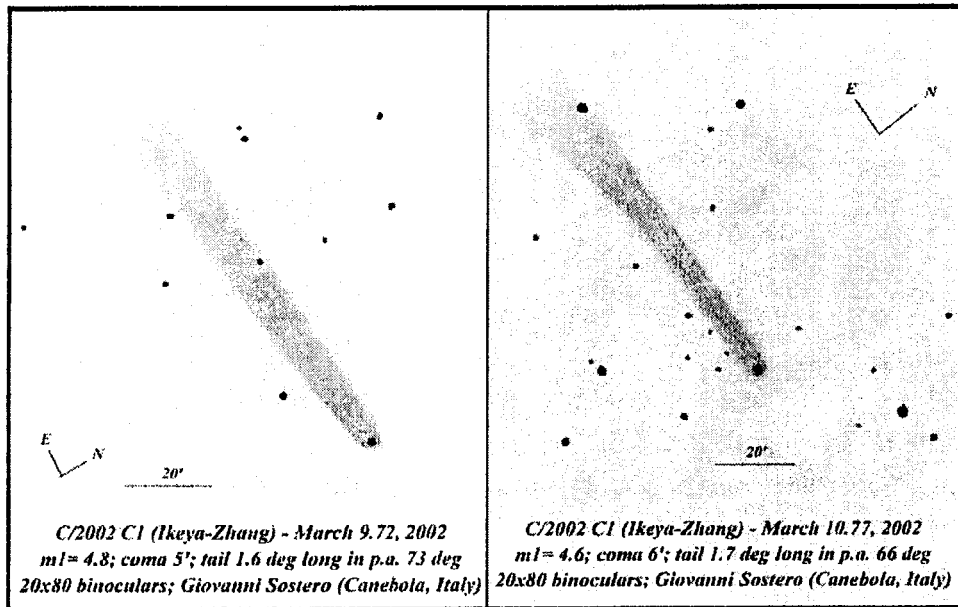 E
N
20'
C/2002 C1 (Ikeya-Zhang) - March 9.72, 2002
m1= 4.8; coma 5'; tail 1.6 deg long in p.a. 73 deg
20x80 binoculars; Giovanni Sostero (Canebola, Italy)
E
N
20'
C/2002 C1 (Ikeya-Zhang) - March 10.77, 2002
m1= 4.6; coma 6'; tail 1.7 deg long in p.a. 66 deg
20x80 binoculars; Giovanni Sostero (Canebola, Italy)